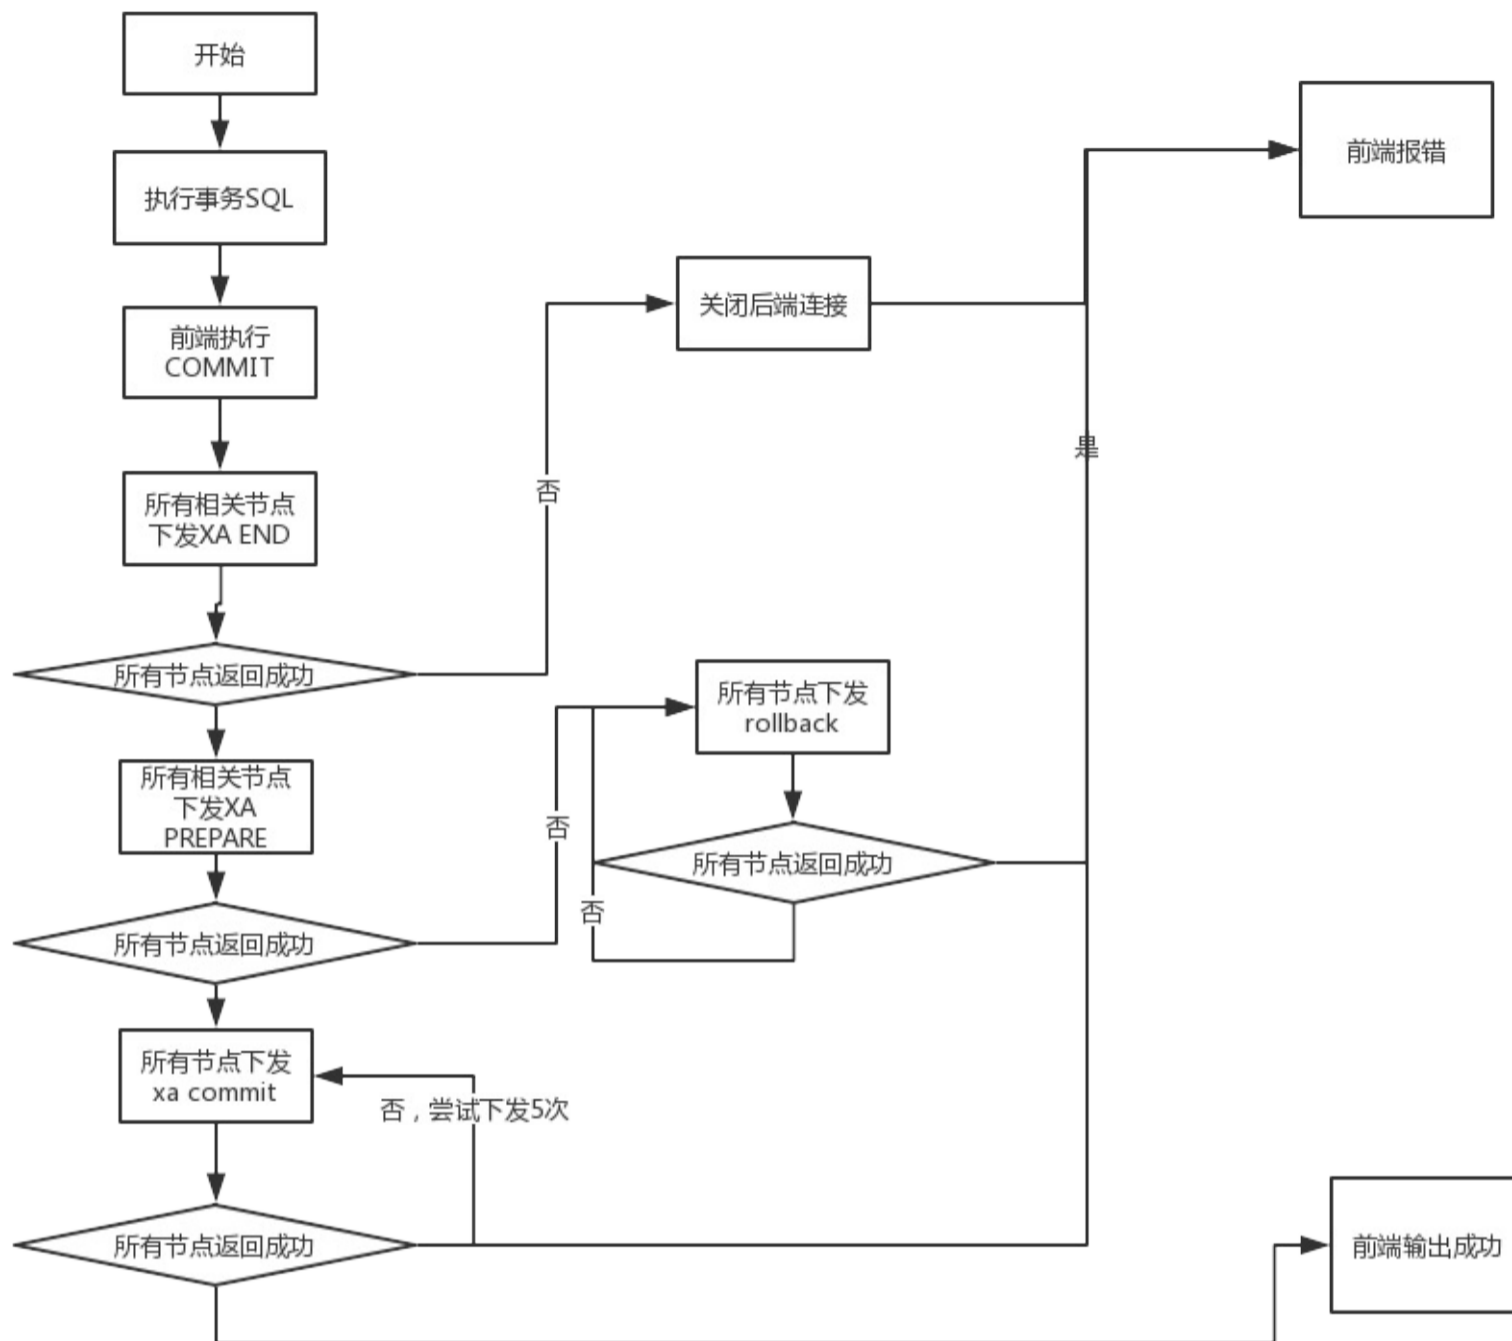 开始
执行事务SQL
前端执行
COMMIT
所有相关节点
下发XA END
所有节点返回成功
所有相关节点
下发XA
PREPARE
所有节点返回成功
所有节点下发
xa commit
否，尝试下发5次
所有节点返回成功
否
关闭后端连接
否
所有节点下发
rollback
所有节点返回成功
否
是
前端报错
前端输出成功